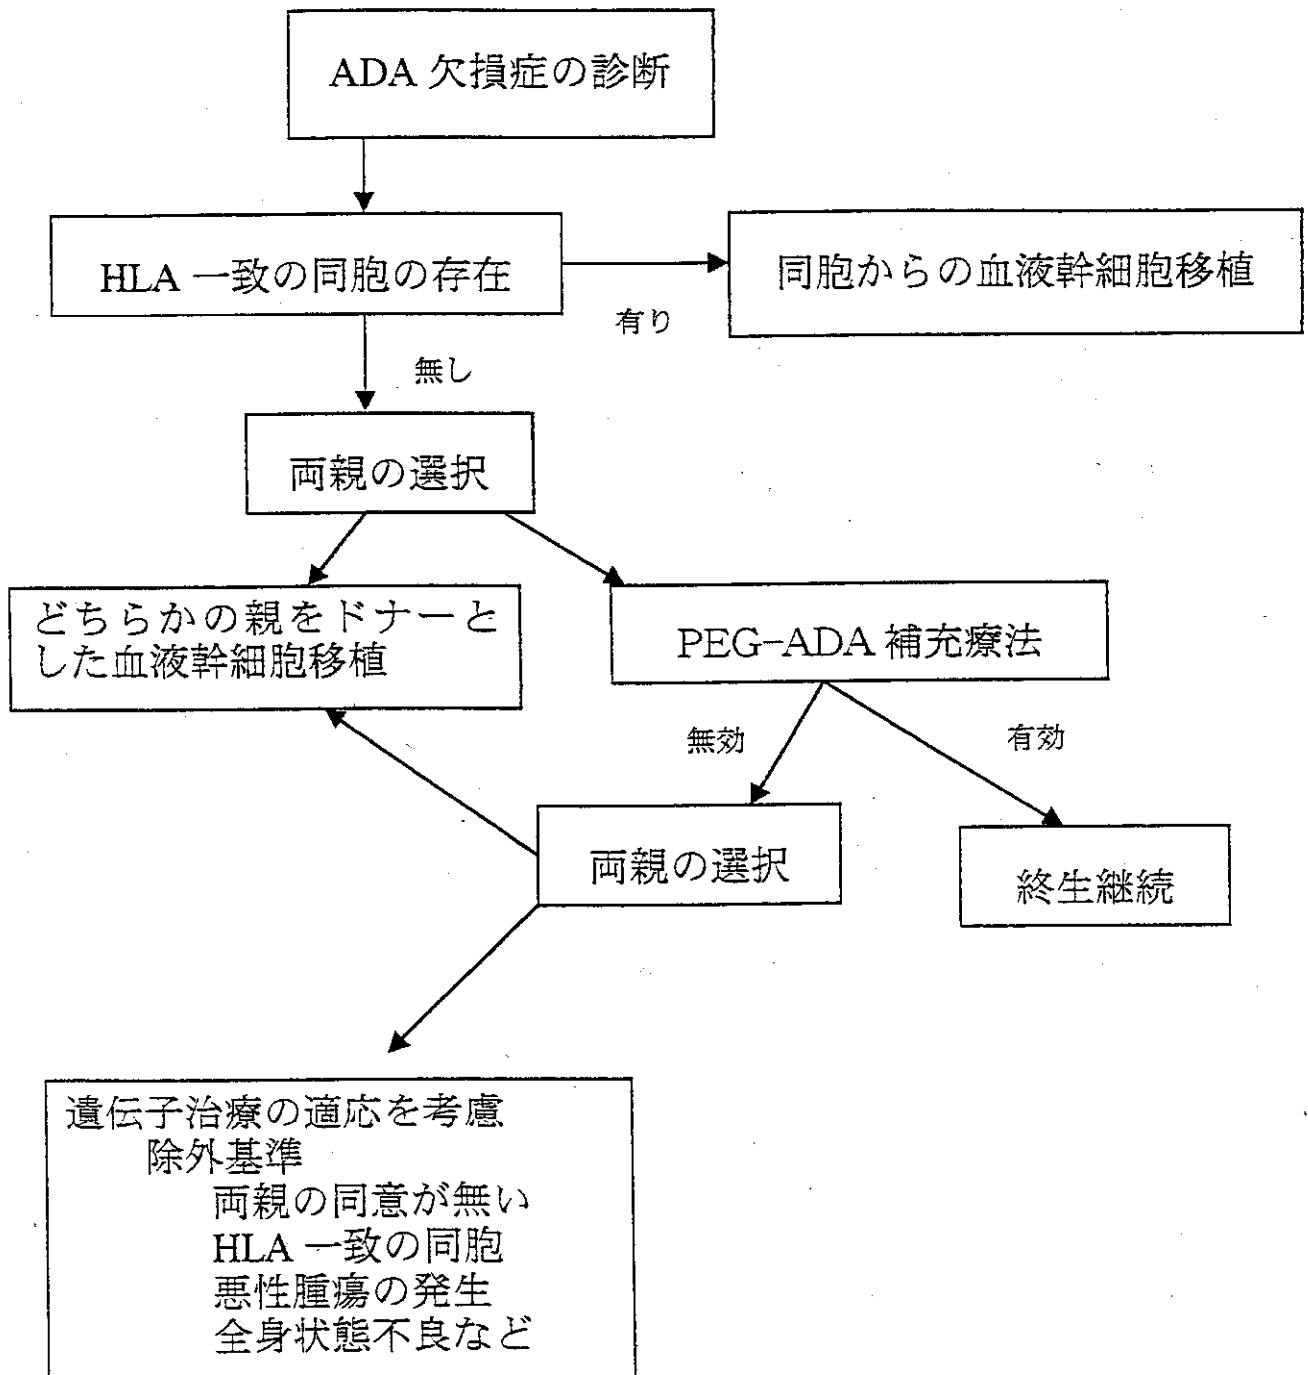 ADA 欠損症の診断
HLA 一致の同胞の存在
同胞からの血液幹細胞移植
有り
無し
両親の選択
どちらかの親をドナーと
した血液幹細胞移植
PEG-ADA 補充療法
無効
有効
両親の選択
終生継続
遺伝子治療の適応を考慮
除外基準
両親の同意が無い
HLA 一致の同胞
悪性腫瘍の発生
全身状態不良など